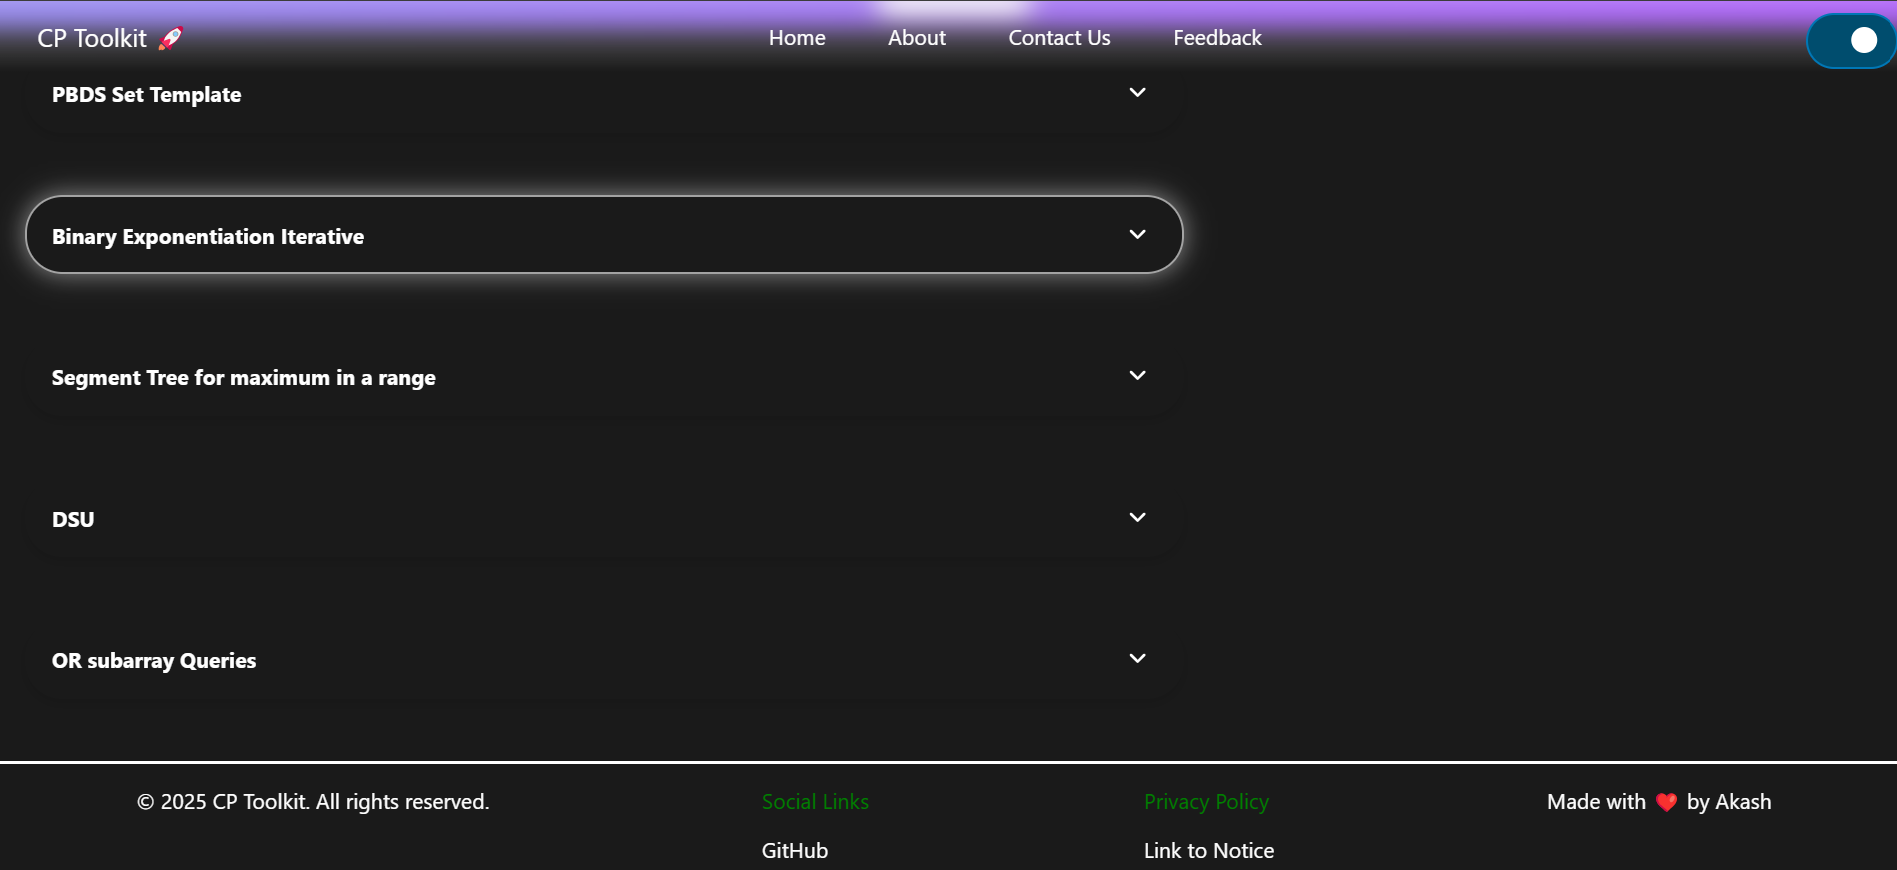 CP Toolkit 🚀 Home About Contact Us Feedback
PBDS Set Template
Binary Exponentiation Iterative
Segment Tree for maximum in a range
DSU
OR subarray Queries
© 2025 CP Toolkit. All rights reserved. Social Links Privacy Policy Made with ❤️ by Akash
GitHub Link to Notice